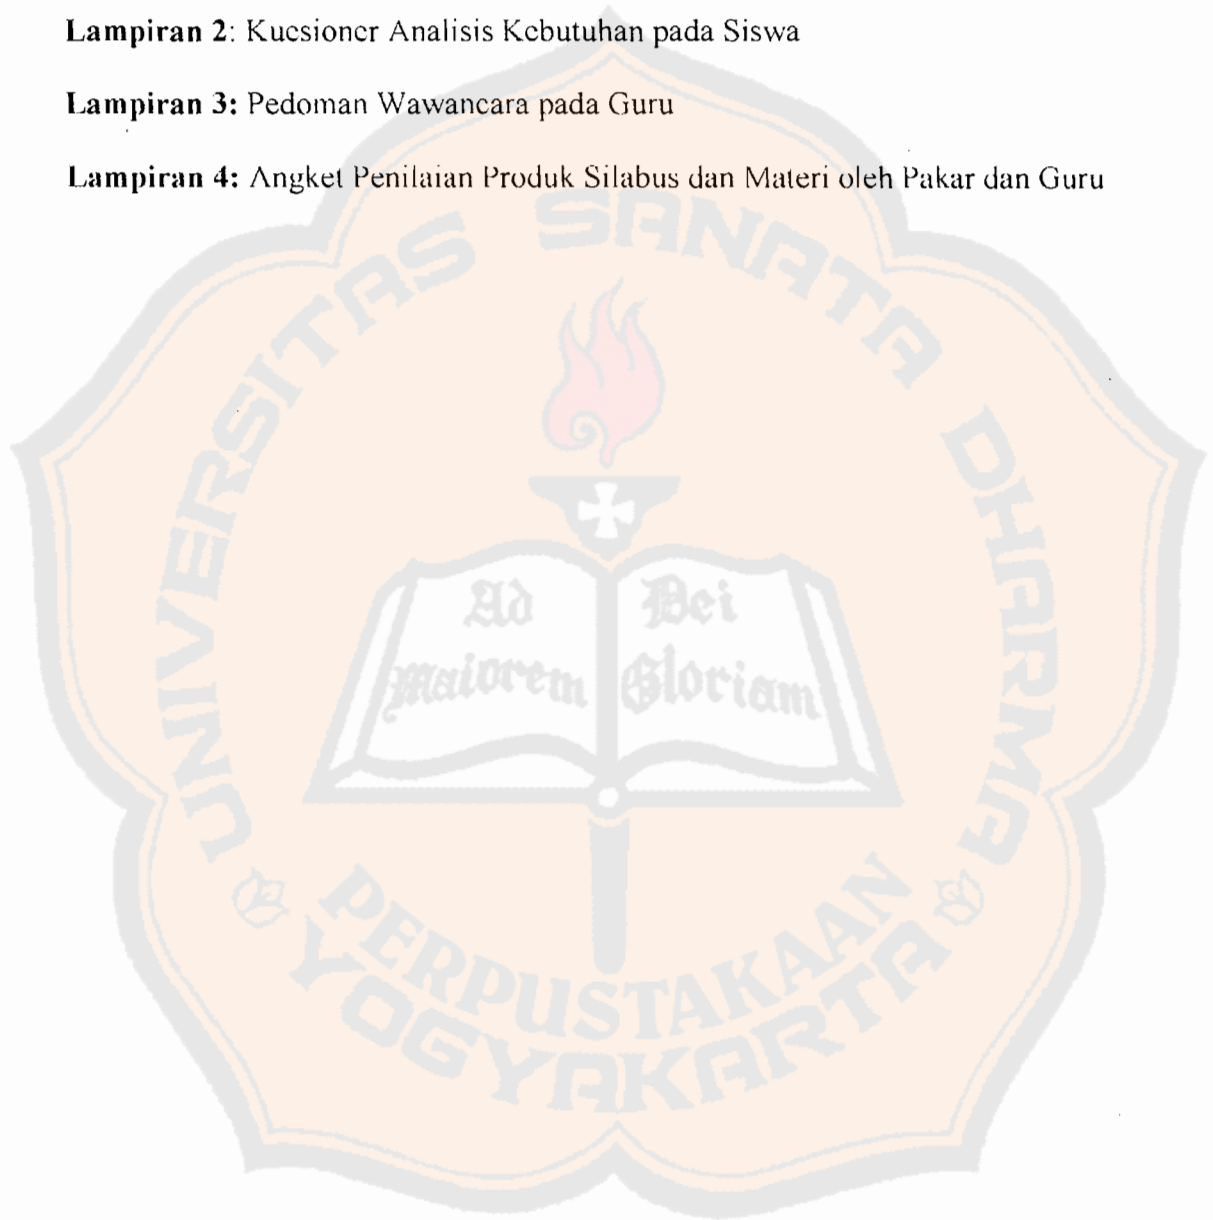 Lampiran 2: Kuesioner Analisis Kebutuhan pada Siswa
Lampiran 3: Pedoman Wawancara pada Guru
Lampiran 4: Angket Penilaian Produk Silabus dan Materi oleh Pakar dan Guru
UNIVERSITAS SANATA DHARMA
Ad Dei
Maiorem Gloriam
PERPUSTAKAAN
YOGYAKARTA